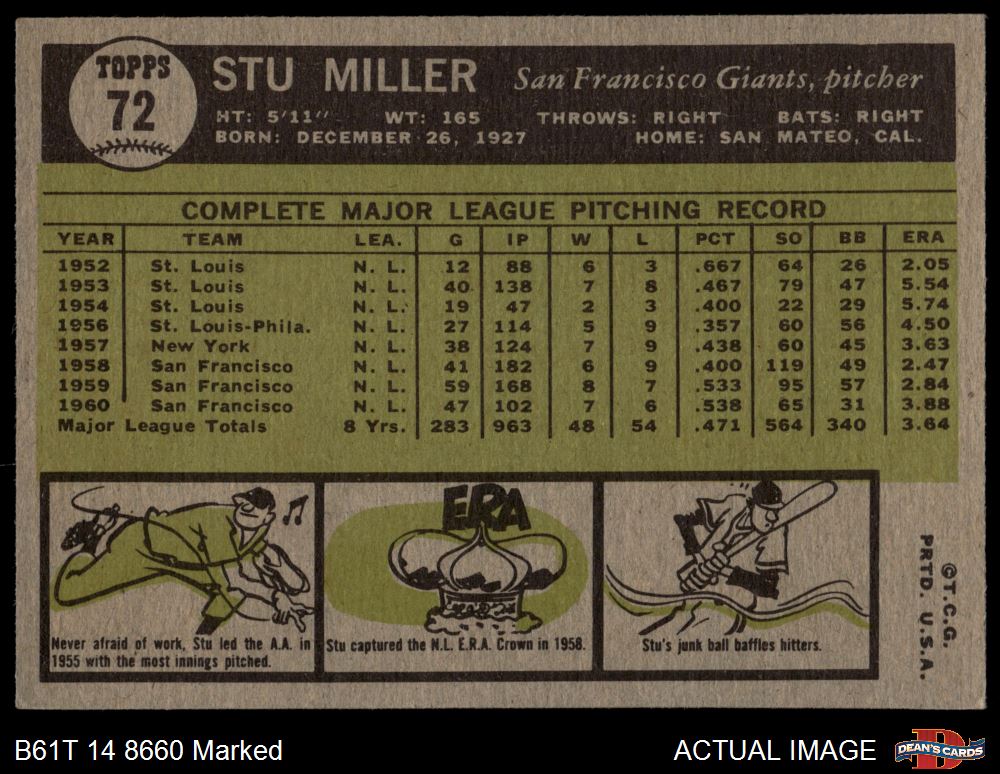 TOPPS
72
STU MILLER San Francisco Giants, pitcher
HT: 5'11" WT: 165 THROWS: RIGHT BATS: RIGHT
BORN: DECEMBER 26, 1927 HOME: SAN MATEO, CAL.
COMPLETE MAJOR LEAGUE PITCHING RECORD
YEAR TEAM LEA. G IP W L PCT SO BB ERA
1952 St. Louis N. L. 12 88 6 3 .667 64 26 2.05
1953 St. Louis N. L. 40 138 7 8 .467 79 47 5.54
1954 St. Louis N. L. 19 47 2 3 .400 22 29 5.74
1956 St. Louis-Phila. N. L. 27 114 5 9 .357 60 56 4.50
1957 New York N. L. 38 124 7 9 .438 60 45 3.63
1958 San Francisco N. L. 41 182 6 9 .400 119 49 2.47
1959 San Francisco N. L. 59 168 8 7 .533 95 57 2.84
1960 San Francisco N. L. 47 102 7 6 .538 65 31 3.88
Major League Totals 8 Yrs. 283 963 48 54 .471 564 340 3.64
Never afraid of work, Stu led the A.A. in
1955 with the most innings pitched.
ERA
Stu captured the N.L. E.R.A. Crown in 1958.
Stu's junk ball baffles hitters.
©T.C.G.
PRTD. U.S.A.
B61T 14 8660 Marked
ACTUAL IMAGE
D
DEAN'S CARDS